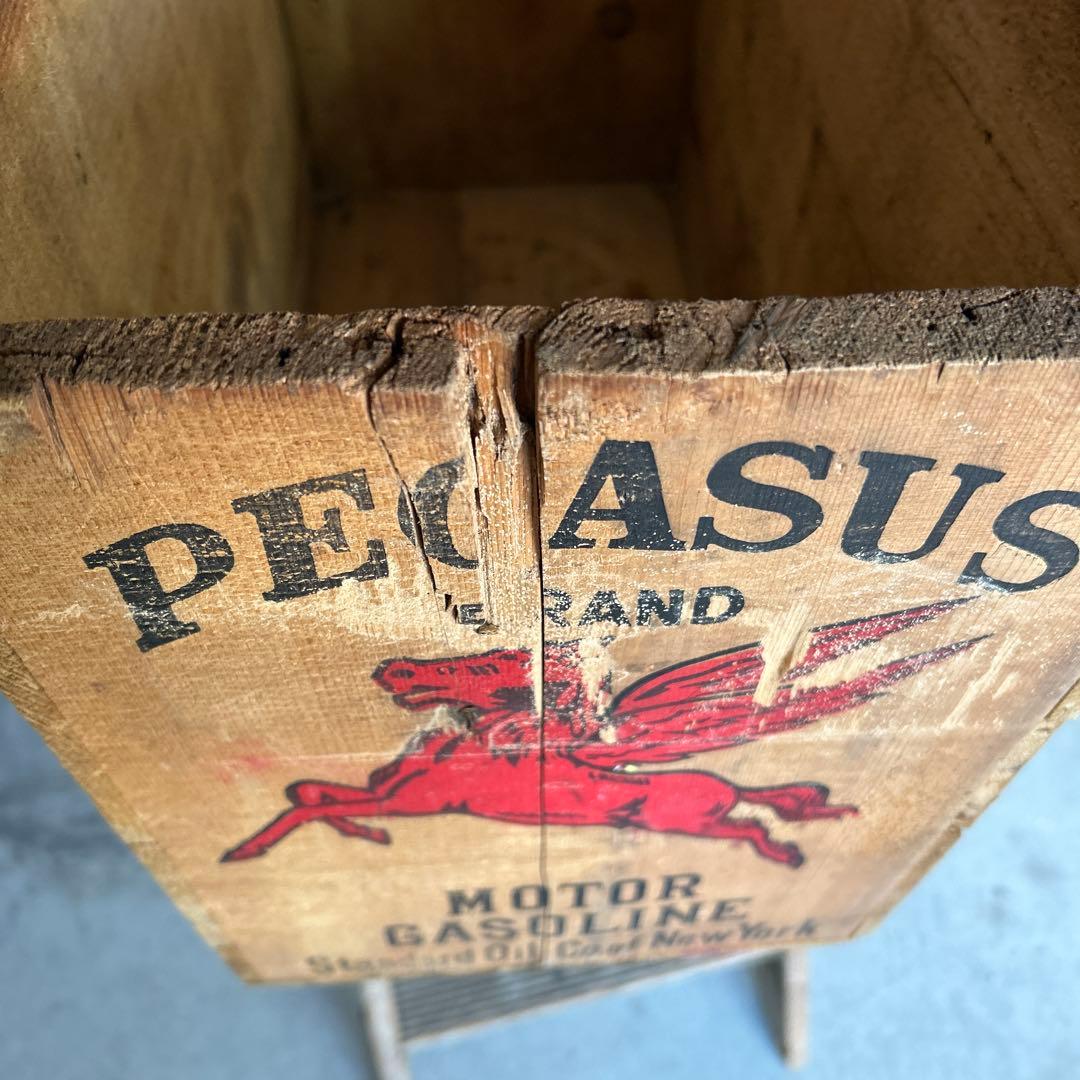 PEGASUS
BRAND
MOTOR
GASOLINE
Standard Oil Co. of New York